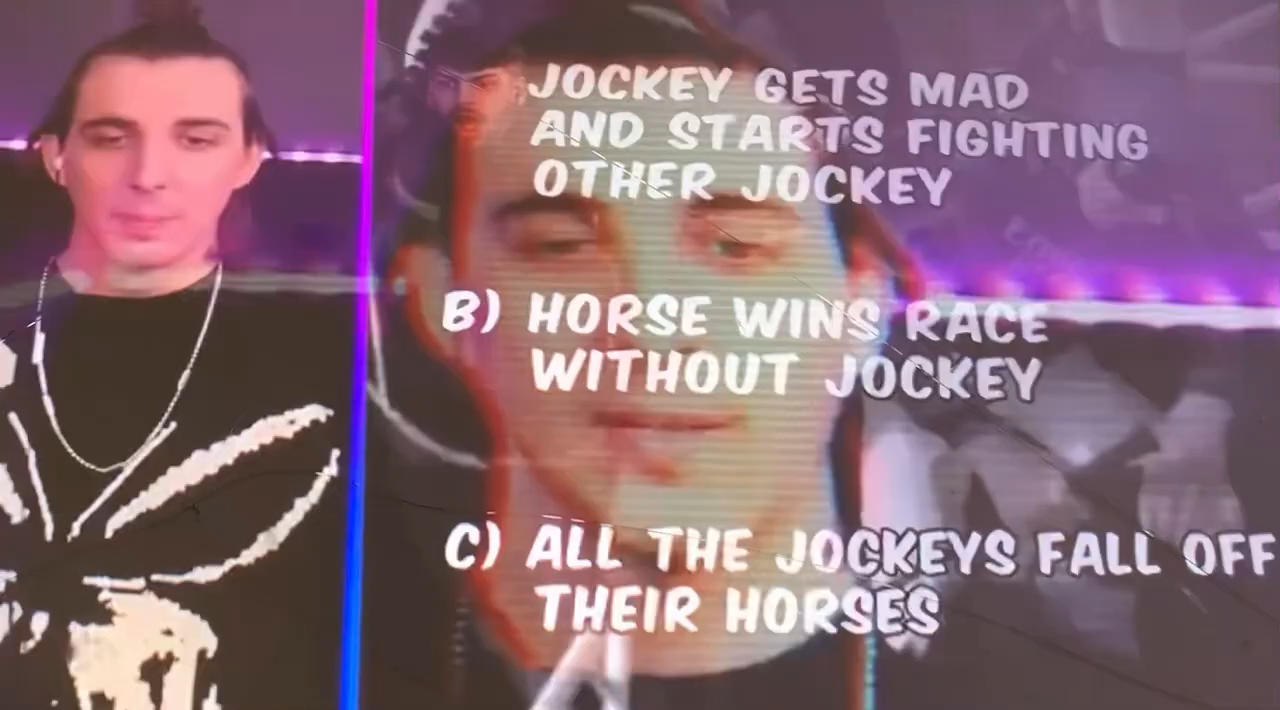 JOCKEY GETS MAD
AND STARTS FIGHTING
OTHER JOCKEY
B) HORSE WINS RACE
WITHOUT JOCKEY
C) ALL THE JOCKEYS FALL OFF
THEIR HORSES